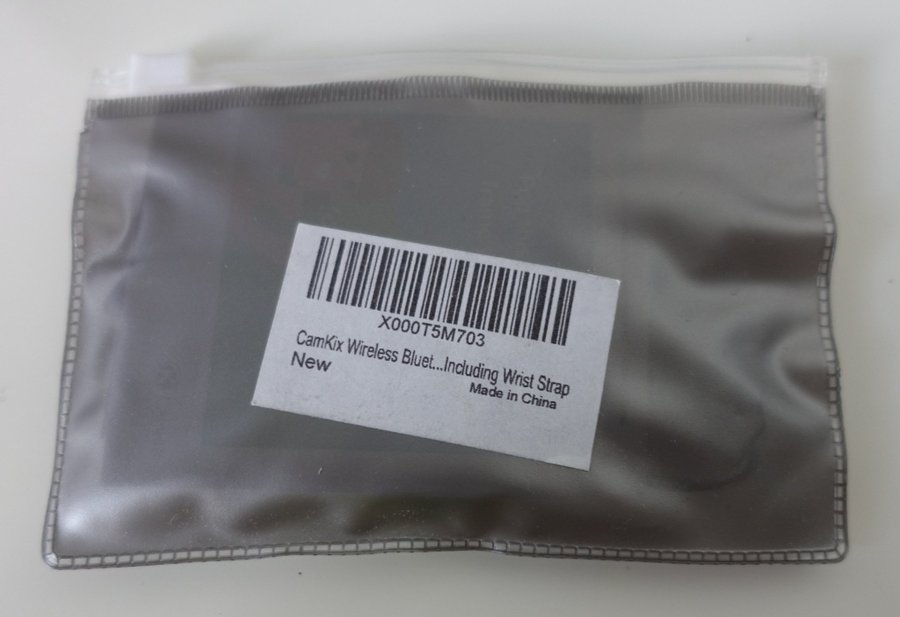 X000T5M703
CamKix Wireless Bluet...Including Wrist Strap
New
Made in China